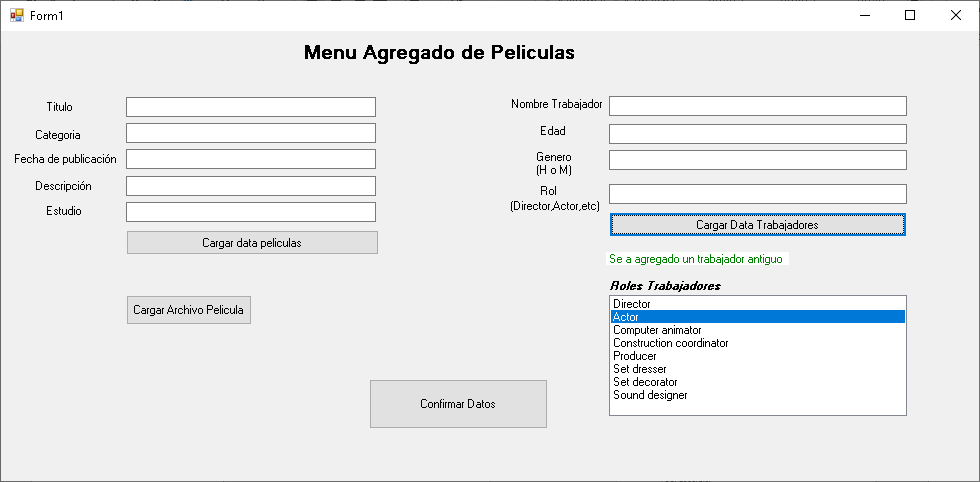 Form1
Menu Agregado de Peliculas
Titulo
Categoria
Fecha de publicación
Descripción
Estudio
Cargar data peliculas
Cargar Archivo Pelicula
Nombre Trabajador
Edad
Genero
(H o M)
Rol
(Director,Actor,etc)
Cargar Data Trabajadores
Se a agregado un trabajador antiguo
Roles Trabajadores
Director
Actor
Computer animator
Construction coordinator
Producer
Set dresser
Set decorator
Sound designer
Confirmar Datos